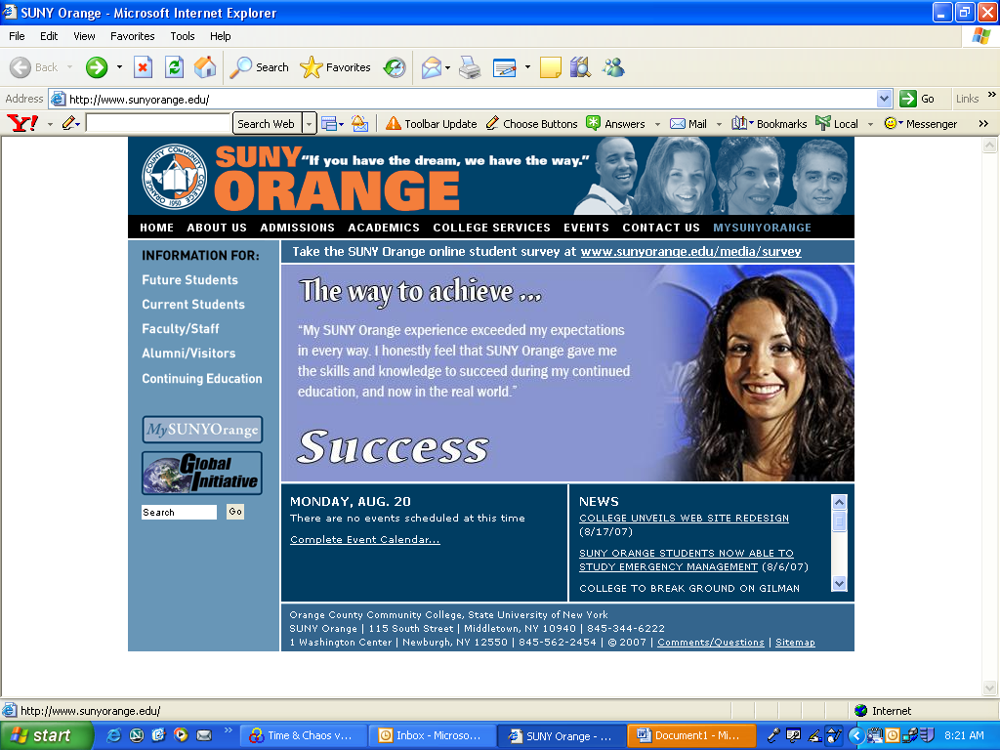 SUNY Orange - Microsoft Internet Explorer
File Edit View Favorites Tools Help
Back Search Favorites
Address http://www.sunyorange.edu/ Go Links »
Y! Search Web Toolbar Update Choose Buttons Answers Mail Bookmarks Local Messenger »
ORANGE COUNTY COMMUNITY COLLEGE 1950
SUNY "If you have the dream, we have the way."
ORANGE
HOME ABOUT US ADMISSIONS ACADEMICS COLLEGE SERVICES EVENTS CONTACT US MYSUNYORANGE
INFORMATION FOR:
Future Students
Current Students
Faculty/Staff
Alumni/Visitors
Continuing Education
MySUNYOrange
Global
Initiative
Search Go
Take the SUNY Orange online student survey at www.sunyorange.edu/media/survey
The way to achieve ...
“My SUNY Orange experience exceeded my expectations
in every way. I honestly feel that SUNY Orange gave me
the skills and knowledge to succeed during my continued
education, and now in the real world.”
Success
MONDAY, AUG. 20
There are no events scheduled at this time
Complete Event Calendar...
NEWS
COLLEGE UNVEILS WEB SITE REDESIGN
(8/17/07)
SUNY ORANGE STUDENTS NOW ABLE TO
STUDY EMERGENCY MANAGEMENT (8/6/07)
COLLEGE TO BREAK GROUND ON GILMAN
Orange County Community College, State University of New York
SUNY Orange | 115 South Street | Middletown, NY 10940 | 845-344-6222
1 Washington Center | Newburgh, NY 12550 | 845-562-2454 | © 2007 | Comments/Questions | Sitemap
http://www.sunyorange.edu/ Internet
start » Time & Chaos v... Inbox - Microso... SUNY Orange - ... Document1 - Mi... 8:21 AM